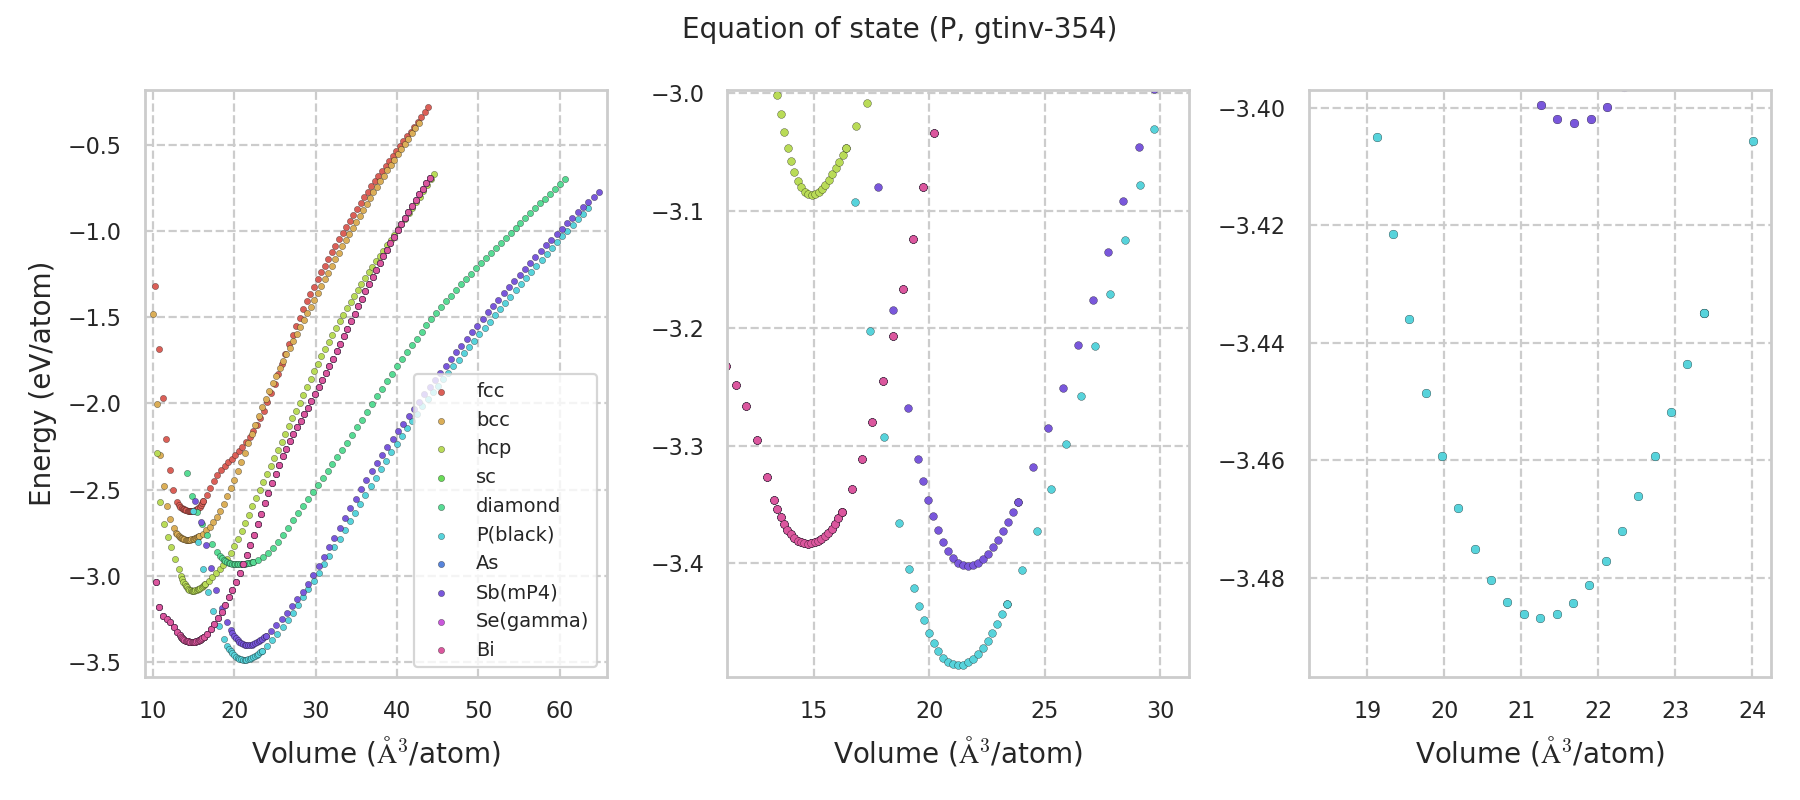 Equation of state (P, gtinv-354)
Energy (eV/atom)
−0.5
−1.0
−1.5
−2.0
−2.5
−3.0
−3.5
10 20 30 40 50 60
Volume (Å³/atom)
fcc
bcc
hcp
sc
diamond
P(black)
As
Sb(mP4)
Se(gamma)
Bi
−3.0
−3.1
−3.2
−3.3
−3.4
15 20 25 30
Volume (Å³/atom)
−3.40
−3.42
−3.44
−3.46
−3.48
19 20 21 22 23 24
Volume (Å³/atom)